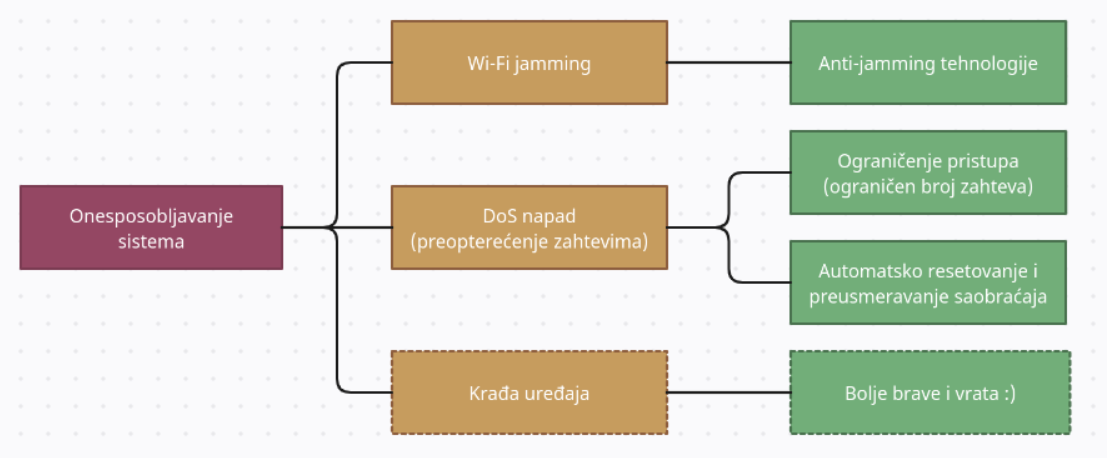 Onesposobljavanje
sistema
Wi-Fi jamming
Anti-jamming tehnologije
DoS napad
(preopterećenje zahtevima)
Ograničenje pristupa
(ograničen broj zahteva)
Automatsko resetovanje i
preusmeravanje saobraćaja
Krađa uređaja
Bolje brave i vrata :)